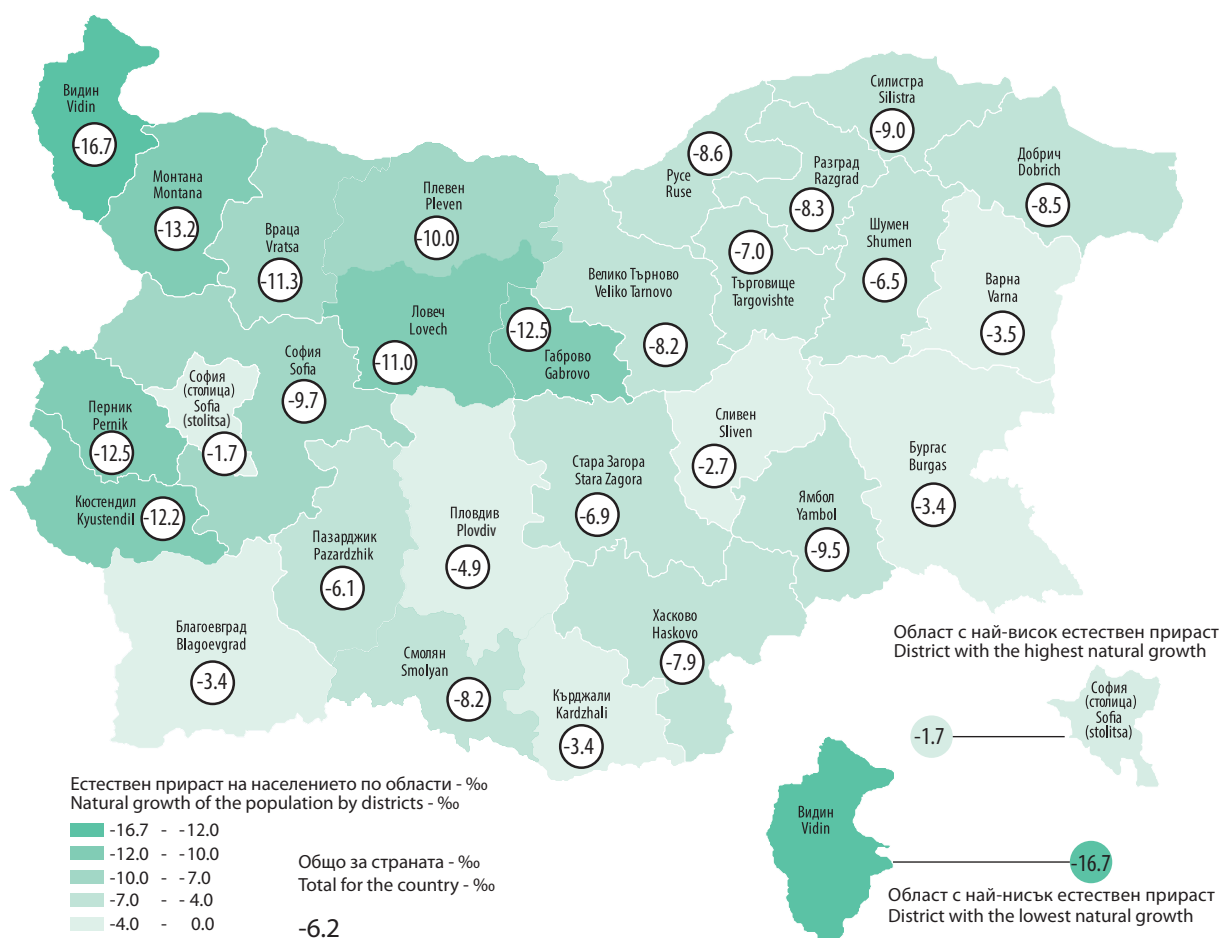 Видин
Vidin
-16.7
Монтана
Montana
-13.2
Враца
Vratsa
-11.3
Плевен
Pleven
-10.0
Ловеч
Lovech
-11.0
-12.5
Габрово
Gabrovo
Велико Търново
Veliko Tarnovo
-8.2
-8.6
Русе
Ruse
Силистра
Silistra
-9.0
Разград
Razgrad
-8.3
Добрич
Dobrich
-8.5
-7.0
Търговище
Targovishte
Шумен
Shumen
-6.5
Варна
Varna
-3.5
София
Sofia
-9.7
София
(столица)
Sofia
(stolitsa)
-1.7
Перник
Pernik
-12.5
Кюстендил
Kyustendil
-12.2
Пазарджик
Pazardzhik
-6.1
Пловдив
Plovdiv
-4.9
Стара Загора
Stara Zagora
-6.9
Сливен
Sliven
-2.7
Ямбол
Yambol
-9.5
Бургас
Burgas
-3.4
Благоевград
Blagoevgrad
-3.4
Смолян
Smolyan
-8.2
Кърджали
Kardzhali
-3.4
Хасково
Haskovo
-7.9
Област с най-висок естествен прираст
District with the highest natural growth
София
(столица)
Sofia
(stolitsa)
-1.7
Видин
Vidin
-16.7
Област с най-нисък естествен прираст
District with the lowest natural growth
Естествен прираст на населението по области - ‰
Natural growth of the population by districts - ‰
-16.7 - -12.0
-12.0 - -10.0
-10.0 - -7.0
-7.0 - -4.0
-4.0 - 0.0
Общо за страната - ‰
Total for the country - ‰
-6.2